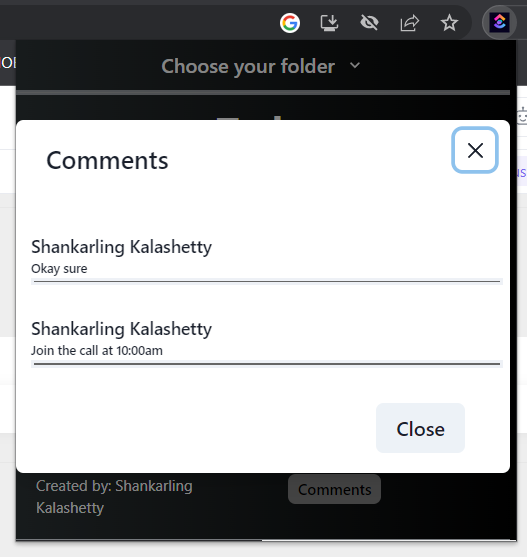 Choose your folder
Comments
Shankarling Kalashetty
Okay sure
Shankarling Kalashetty
Join the call at 10:00am
Close
Created by: Shankarling
Kalashetty
Comments